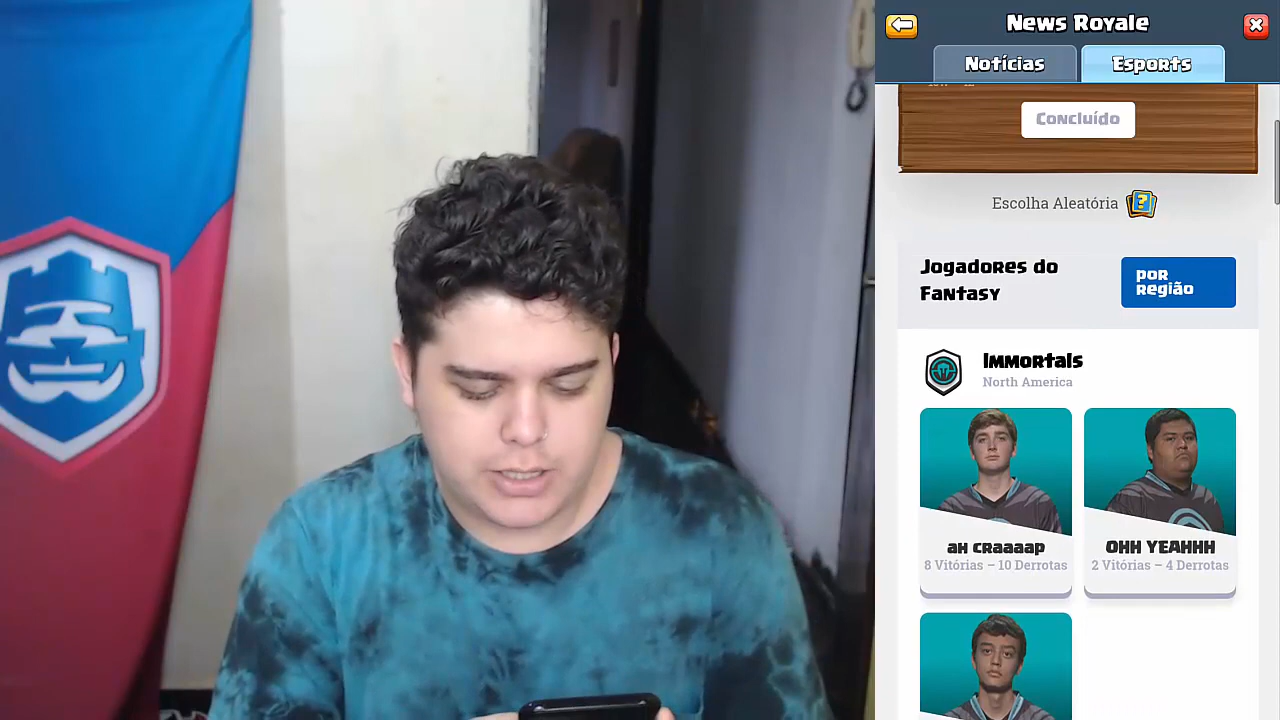 News Royale
Notícias
Esports
Concluído
Escolha Aleatória
?
Jogadores do
Fantasy
por
região
Immortals
North America
aH CRaaaaP
8 Vitórias – 10 Derrotas
OHH YEAHHH
2 Vitórias – 4 Derrotas